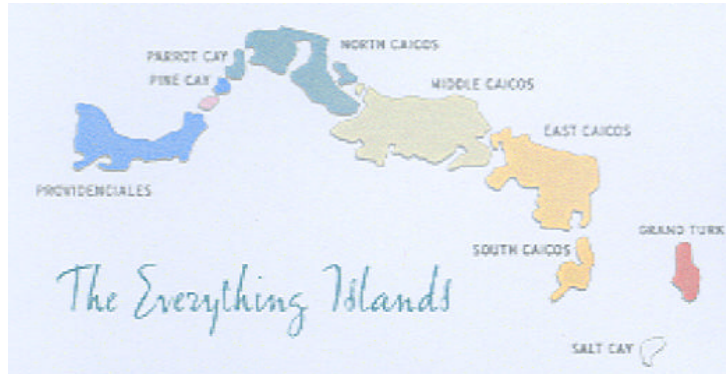 NORTH CAICOS
PARROT CAY
PINE CAY
MIDDLE CAICOS
EAST CAICOS
PROVIDENCIALES
GRAND TURK
SOUTH CAICOS
The Everything Islands
SALT CAY